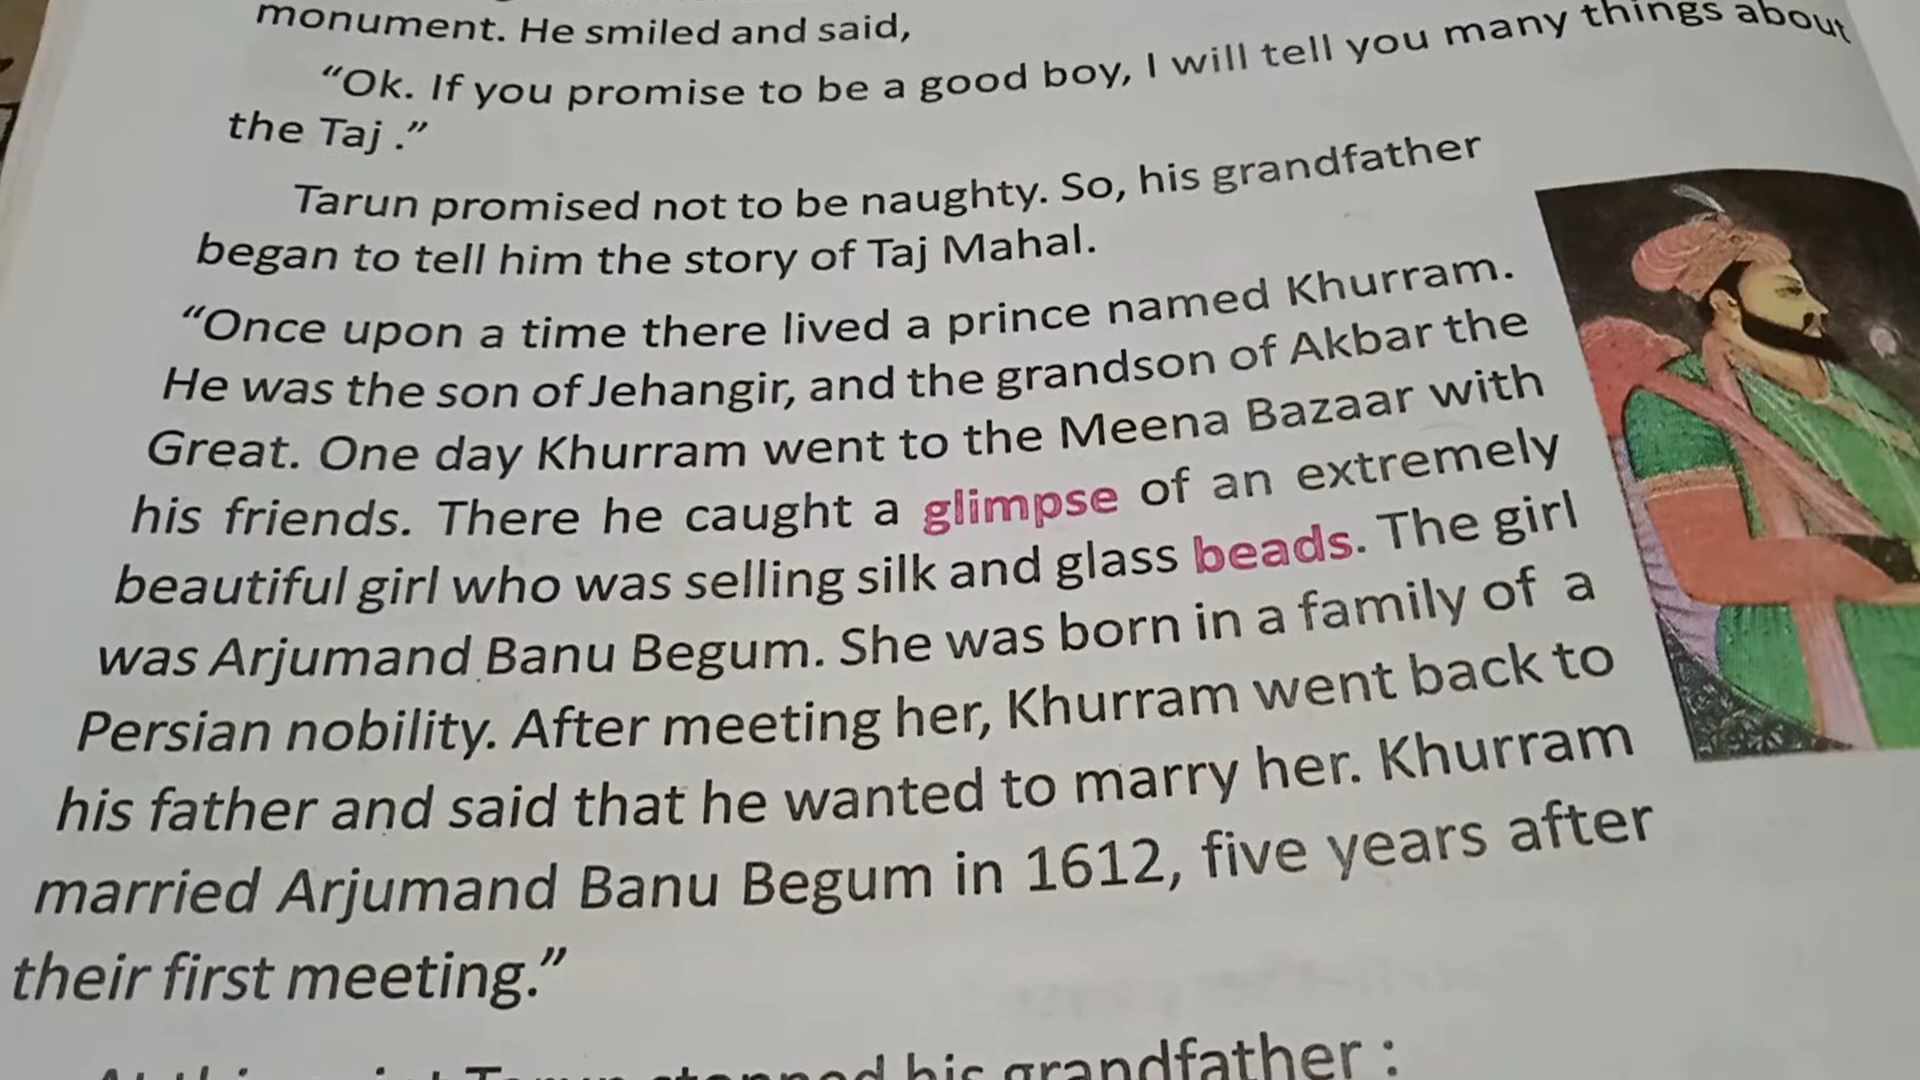 monument. He smiled and said,
“Ok. If you promise to be a good boy, I will tell you many things about
the Taj .”
Tarun promised not to be naughty. So, his grandfather
began to tell him the story of Taj Mahal.
“Once upon a time there lived a prince named Khurram.
He was the son of Jehangir, and the grandson of Akbar the
Great. One day Khurram went to the Meena Bazaar with
his friends. There he caught a glimpse of an extremely
beautiful girl who was selling silk and glass beads. The girl
was Arjumand Banu Begum. She was born in a family of a
Persian nobility. After meeting her, Khurram went back to
his father and said that he wanted to marry her. Khurram
married Arjumand Banu Begum in 1612, five years after
their first meeting.”
Tarun stopped his grandfather :